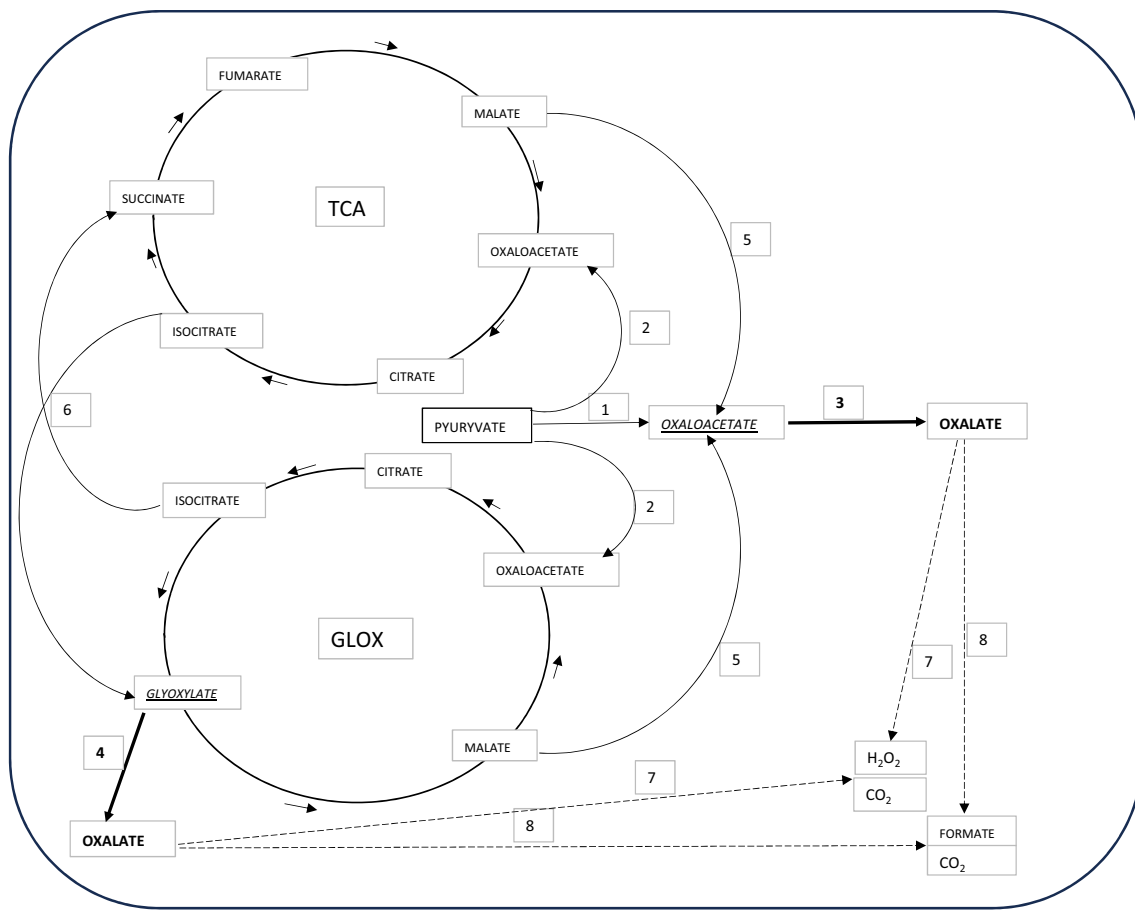 FUMARATE
MALATE
SUCCINATE
TCA
5
OXALOACETATE
ISOCITRATE
2
CITRATE
6
1
3
PYURYVATE
OXALOACETATE
OXALATE
CITRATE
ISOCITRATE
2
OXALOACETATE
GLOX
8
7
5
GLYOXYLATE
4
MALATE
7
H₂O₂
CO₂
8
OXALATE
FORMATE
CO₂